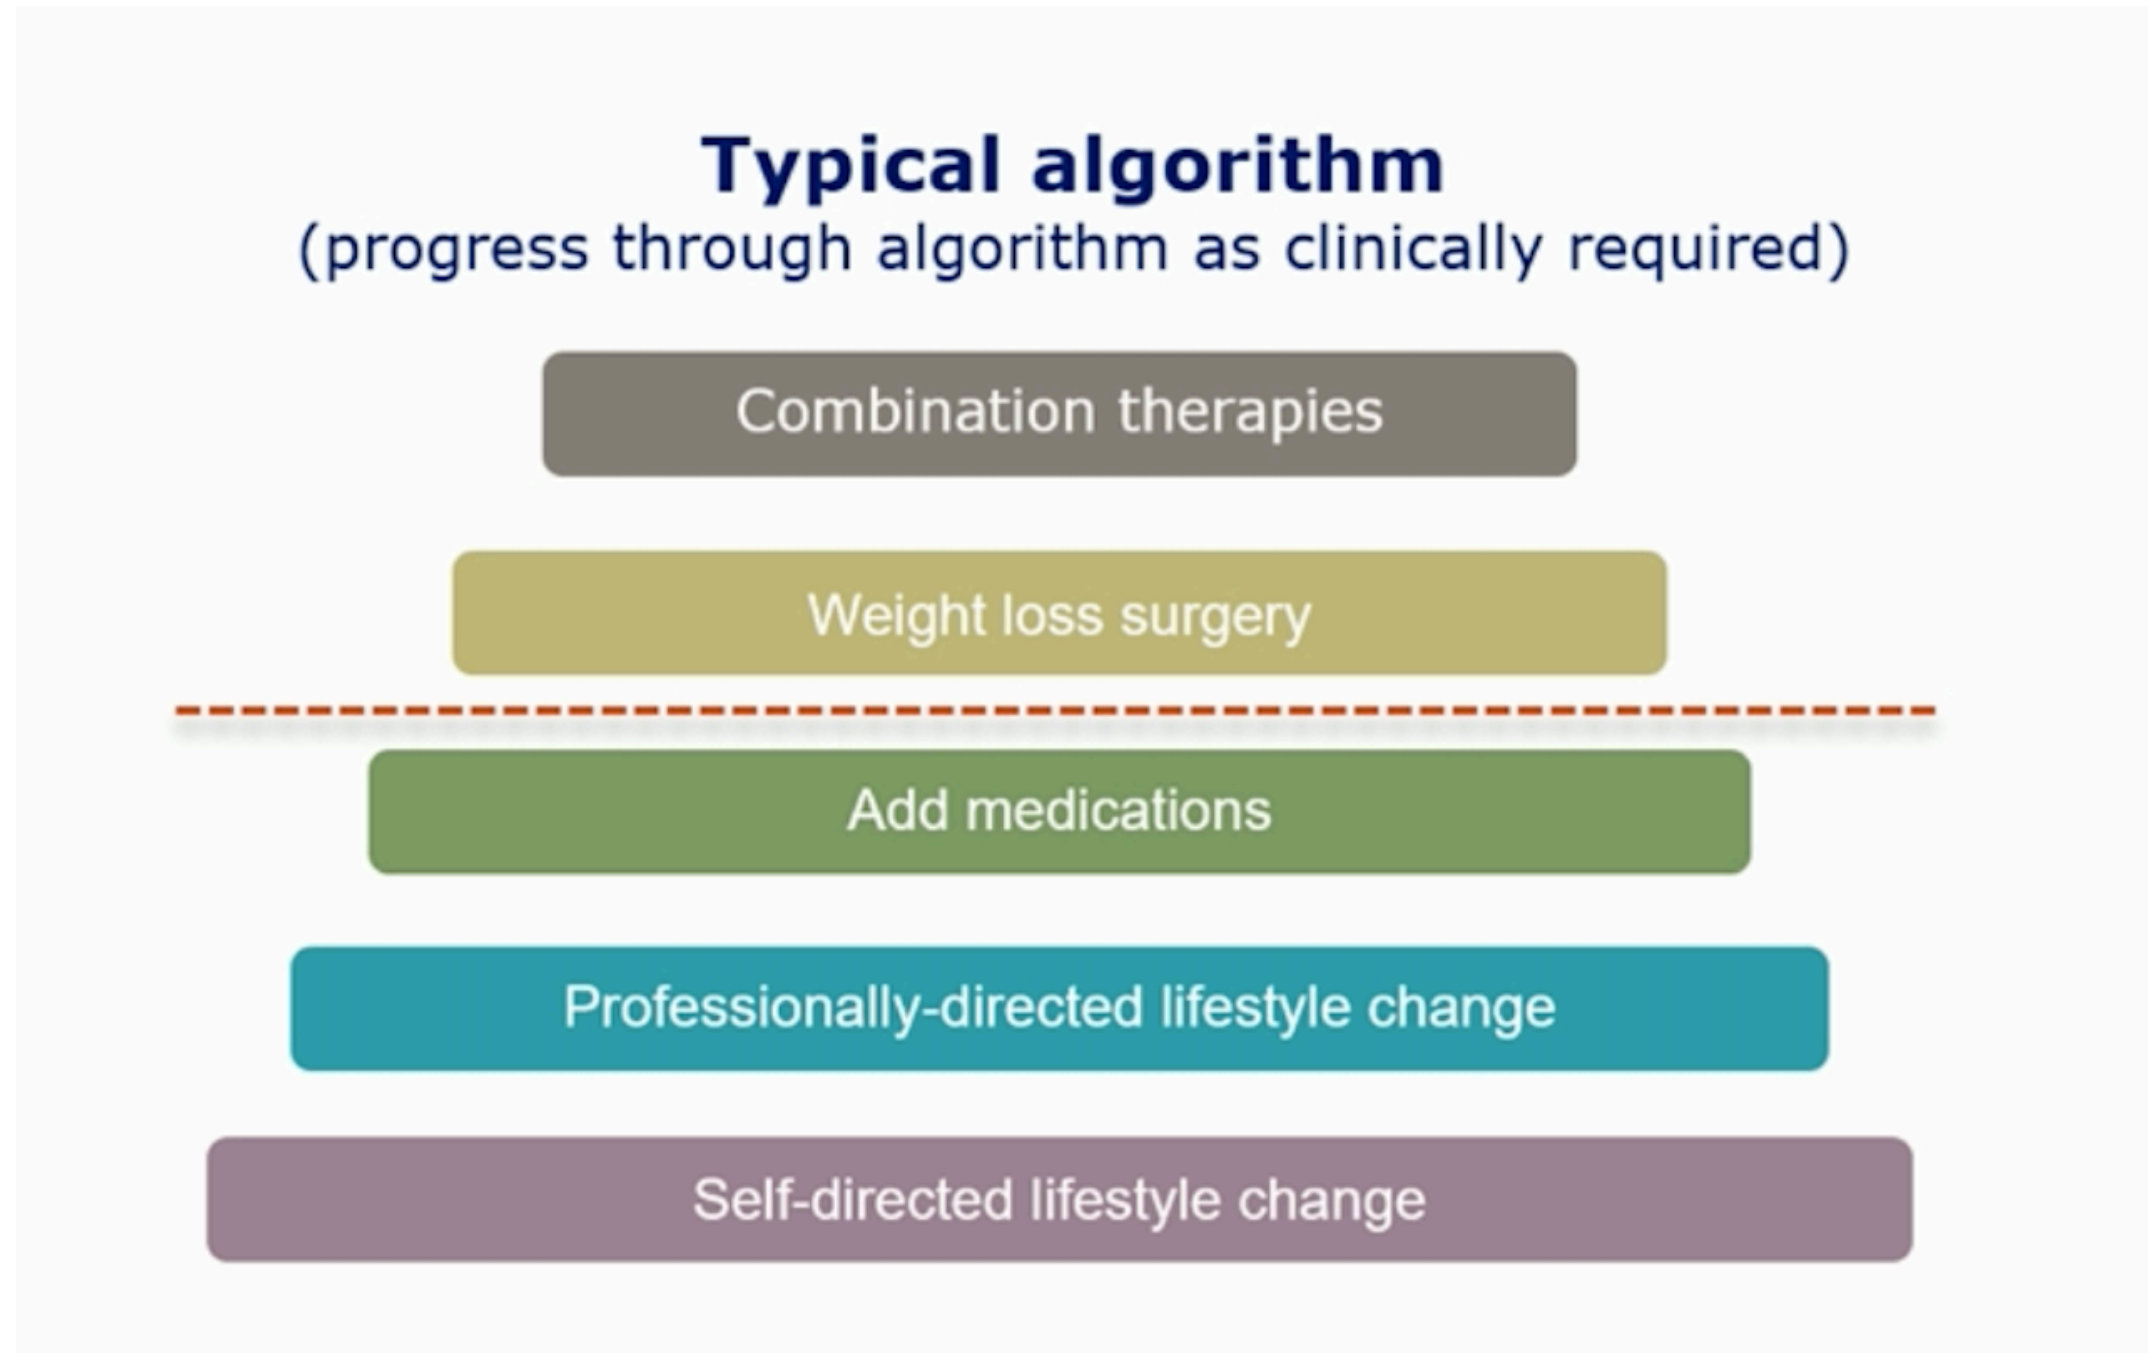 Typical algorithm
(progress through algorithm as clinically required)
Combination therapies
Weight loss surgery
Add medications
Professionally-directed lifestyle change
Self-directed lifestyle change